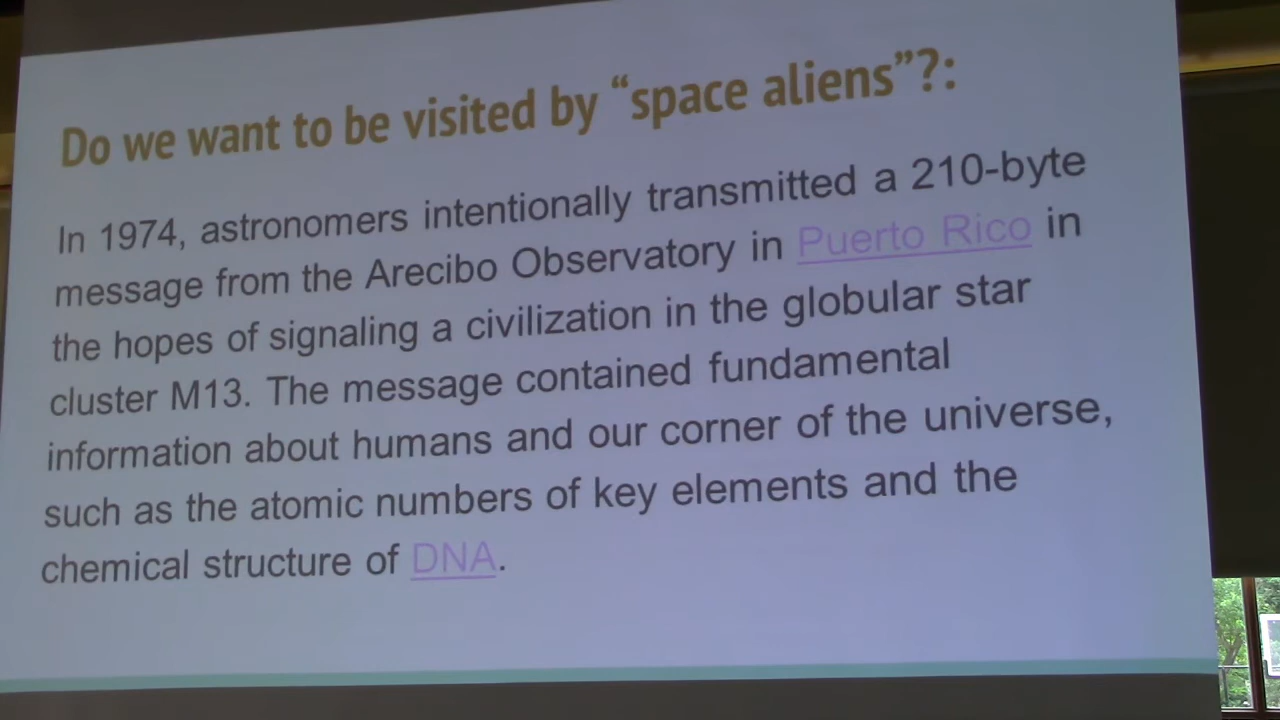 Do we want to be visited by “space aliens”?:
In 1974, astronomers intentionally transmitted a 210-byte
message from the Arecibo Observatory in Puerto Rico in
the hopes of signaling a civilization in the globular star
cluster M13. The message contained fundamental
information about humans and our corner of the universe,
such as the atomic numbers of key elements and the
chemical structure of DNA.